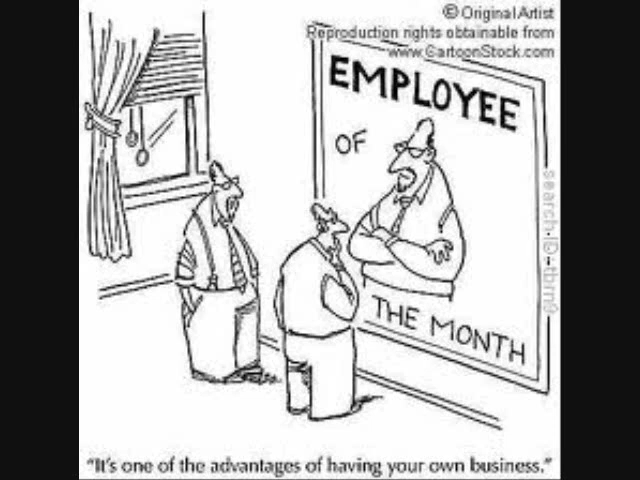 © Original Artist
Reproduction rights obtainable from
www.CartoonStock.com
EMPLOYEE
OF
THE MONTH
"It's one of the advantages of having your own business."